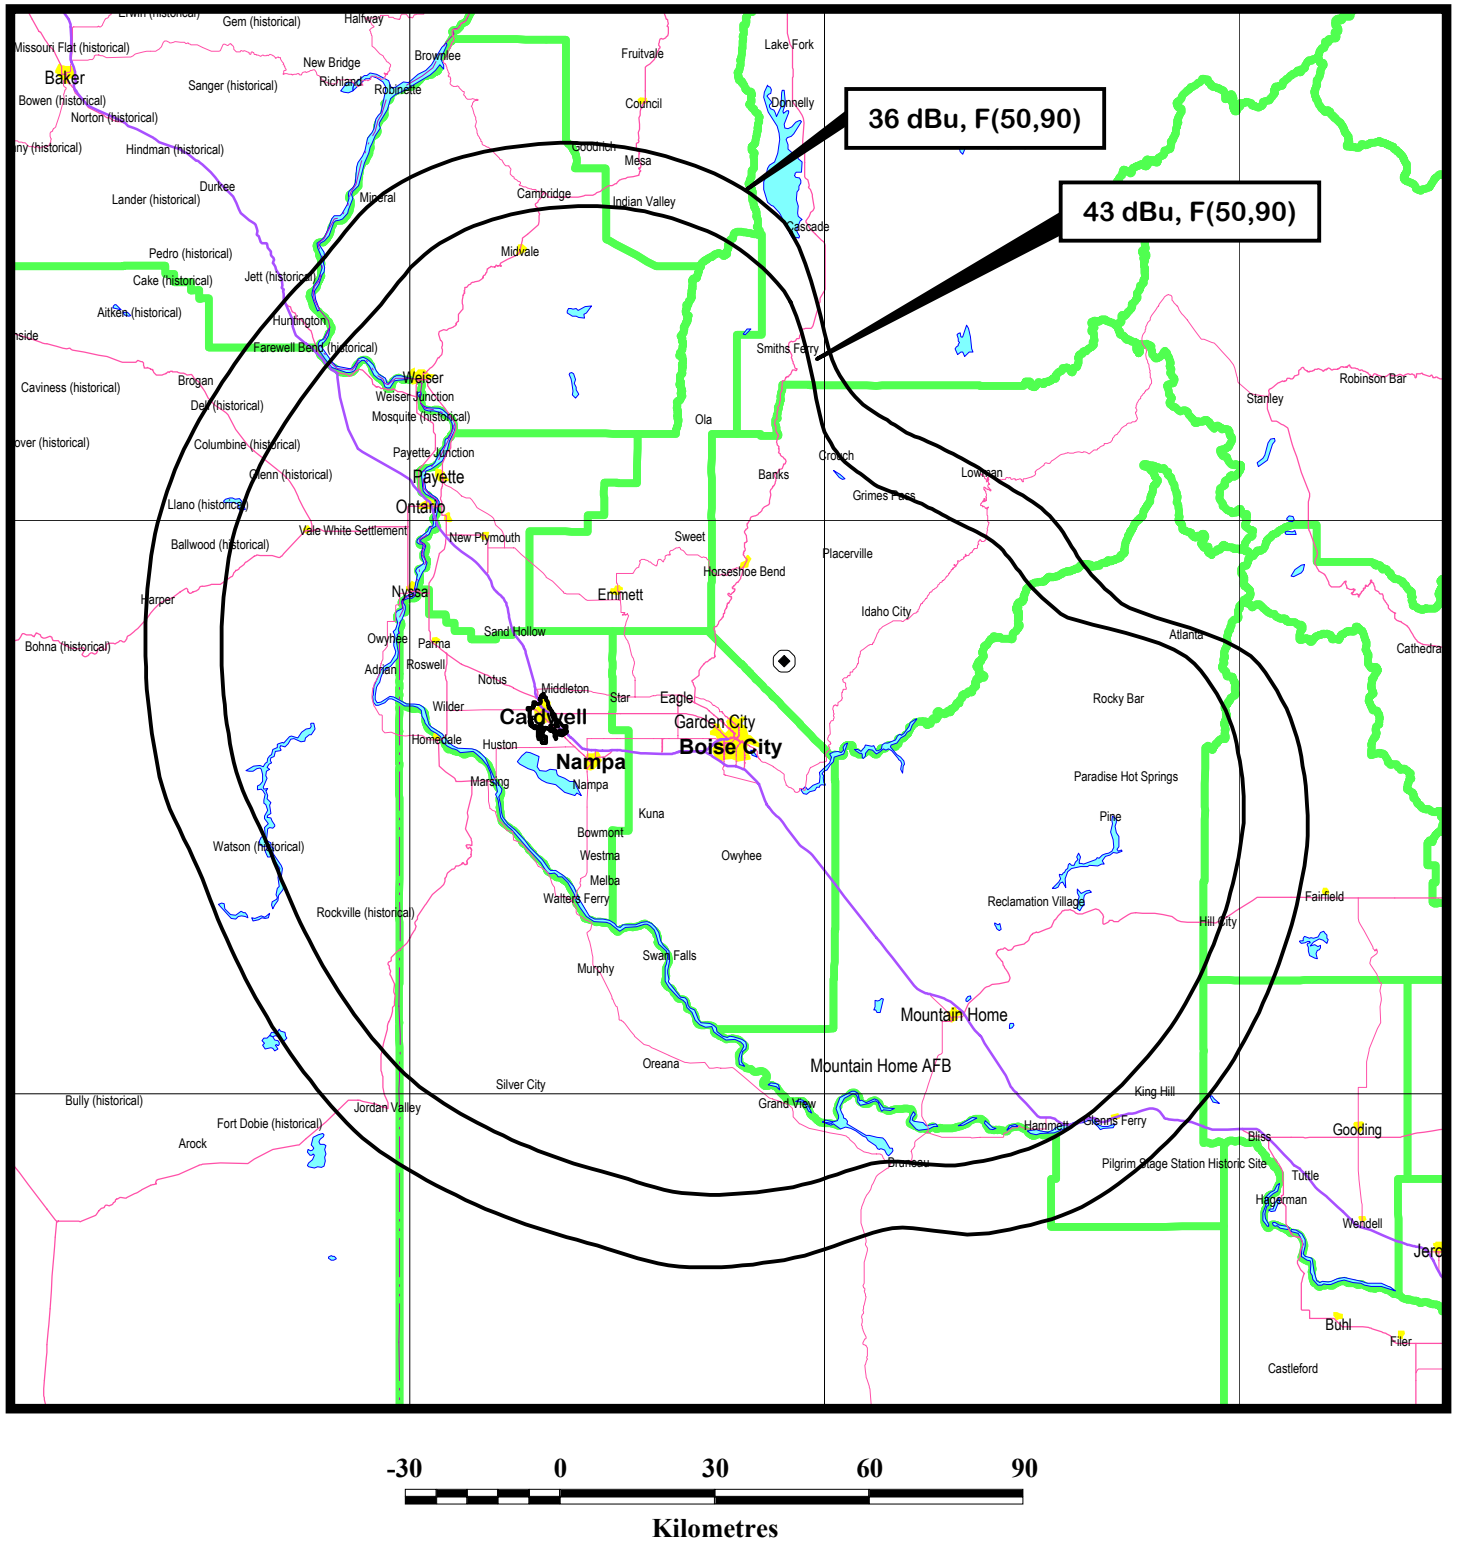 Erwin (historical)
Gem (historical)
Halfway
Missouri Flat (historical)
Baker
Bowen (historical)
Norton (historical)
Hindman (historical)
Durkee
Lander (historical)
Sanger (historical)
New Bridge
Richland
Robinette
Brownlee
Fruitvale
Council
Lake Fork
Donnelly
36 dBu, F(50,90)
43 dBu, F(50,90)
Goodrich
Mesa
Cambridge
Indian Valley
Mineral
Midvale
Cascade
Pedro (historical)
Cake (historical)
Aitken (historical)
Jett (historical)
Huntington
Farewell Bend (historical)
Smiths Ferry
Caviness (historical)
Brogan
Dell (historical)
Weiser
Weiser Junction
Mosquite (historical)
Columbine (historical)
Glenn (historical)
Payette Junction
Payette
Ontario
Llano (historical)
Vale White Settlement
Ballwood (historical)
New Plymouth
Ola
Banks
Crouch
Grimes Pass
Lowman
Stanley
Robinson Bar
Sweet
Horseshoe Bend
Placerville
Harper
Nyssa
Emmett
Idaho City
Bohna (historical)
Owyhee
Parma
Sand Hollow
Adrian
Roswell
Notus
Middleton
Star
Eagle
Atlanta
Cathedra
Rocky Bar
Wilder
Caldwell
Garden City
Homedale
Huston
Boise City
Nampa
Nampa
Marsing
Kuna
Paradise Hot Springs
Pine
Watson (historical)
Bowmont
Westma
Owyhee
Melba
Walters Ferry
Reclamation Village
Fairfield
Rockville (historical)
Hill City
Swan Falls
Murphy
Mountain Home
Oreana
Mountain Home AFB
Silver City
King Hill
Grand View
Bully (historical)
Jordan Valley
Fort Dobie (historical)
Arock
Hammett
Glenns Ferry
Gooding
Bliss
Bruneau
Pilgrim Stage Station Historic Site
Tuttle
Hagerman
Wendell
Jero
Buhl
Filer
Castleford
-30 0 30 60 90
Kilometres